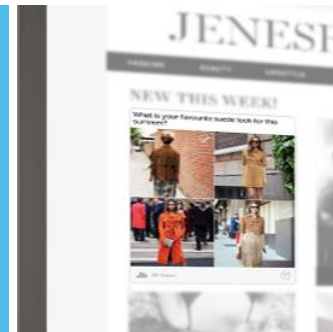 JENESE
FASHION BEAUTY LIFESTYLE
NEW THIS WEEK!
What is your favourite suede look for this
summer?